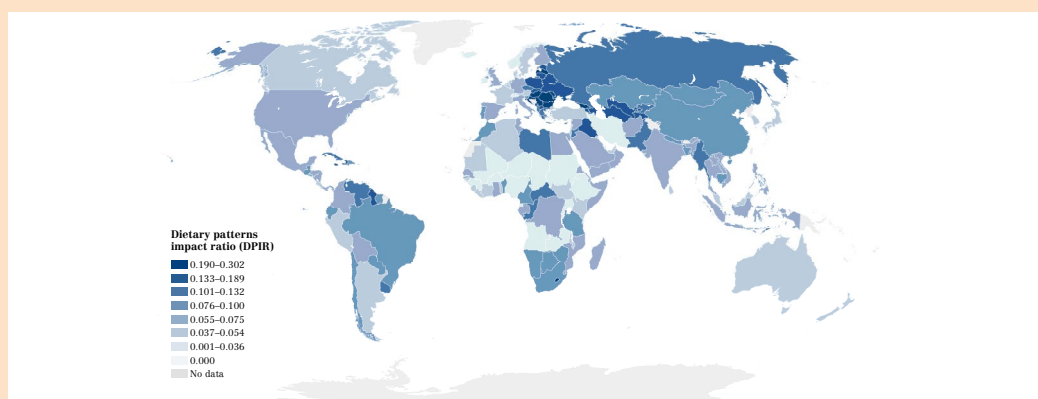 Dietary patterns
impact ratio (DPIR)
0.190–0.302
0.133–0.189
0.101–0.132
0.076–0.100
0.055–0.075
0.037–0.054
0.001–0.036
0.000
No data